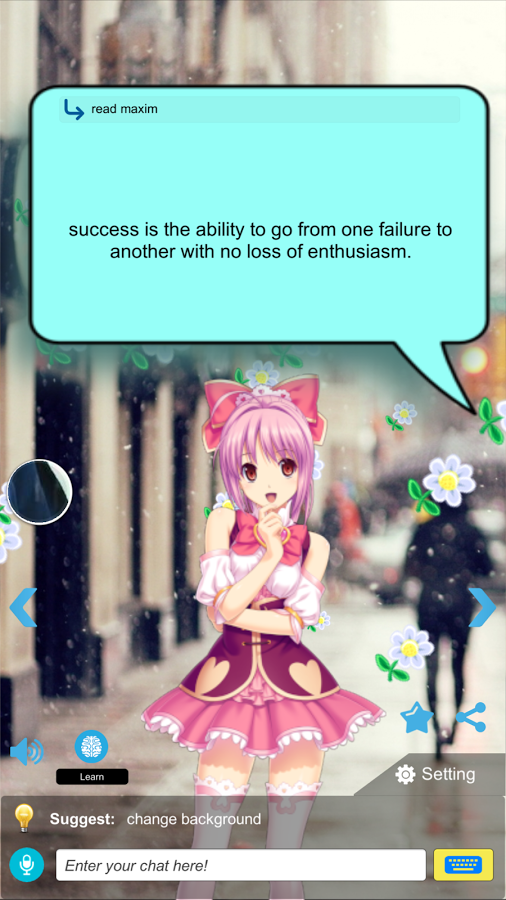 read maxim
success is the ability to go from one failure to
another with no loss of enthusiasm.
Learn
Setting
Suggest: change background
Enter your chat here!